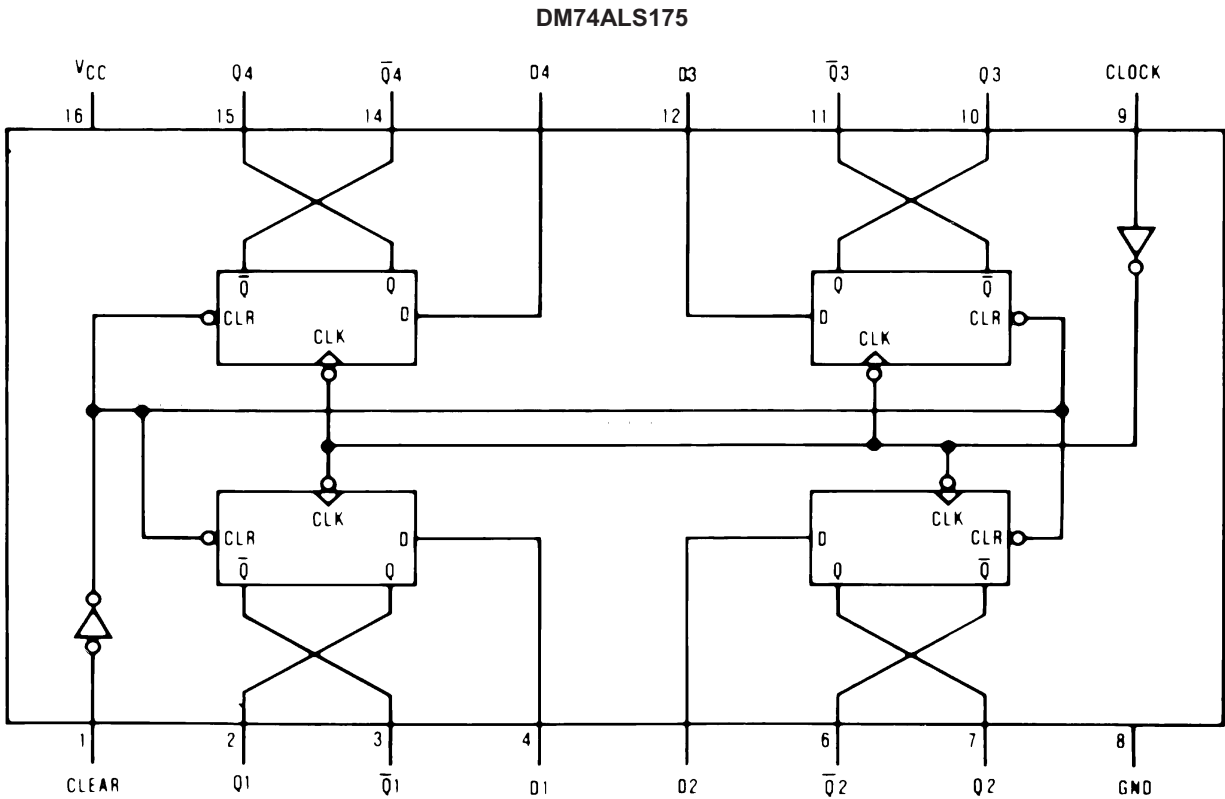 DM74ALS175
VCC Q4 Q̅4 D4 D3 Q̅3 Q3 CLOCK
16 15 14 12 11 10 9
Q̅ Q Q Q̅
CLR D D CLR
CLK CLK
CLK CLK
CLR D D CLR
Q̅ Q Q Q̅
1 2 3 4 6 7 8
CLEAR Q1 Q̅1 D1 D2 Q̅2 Q2 GND